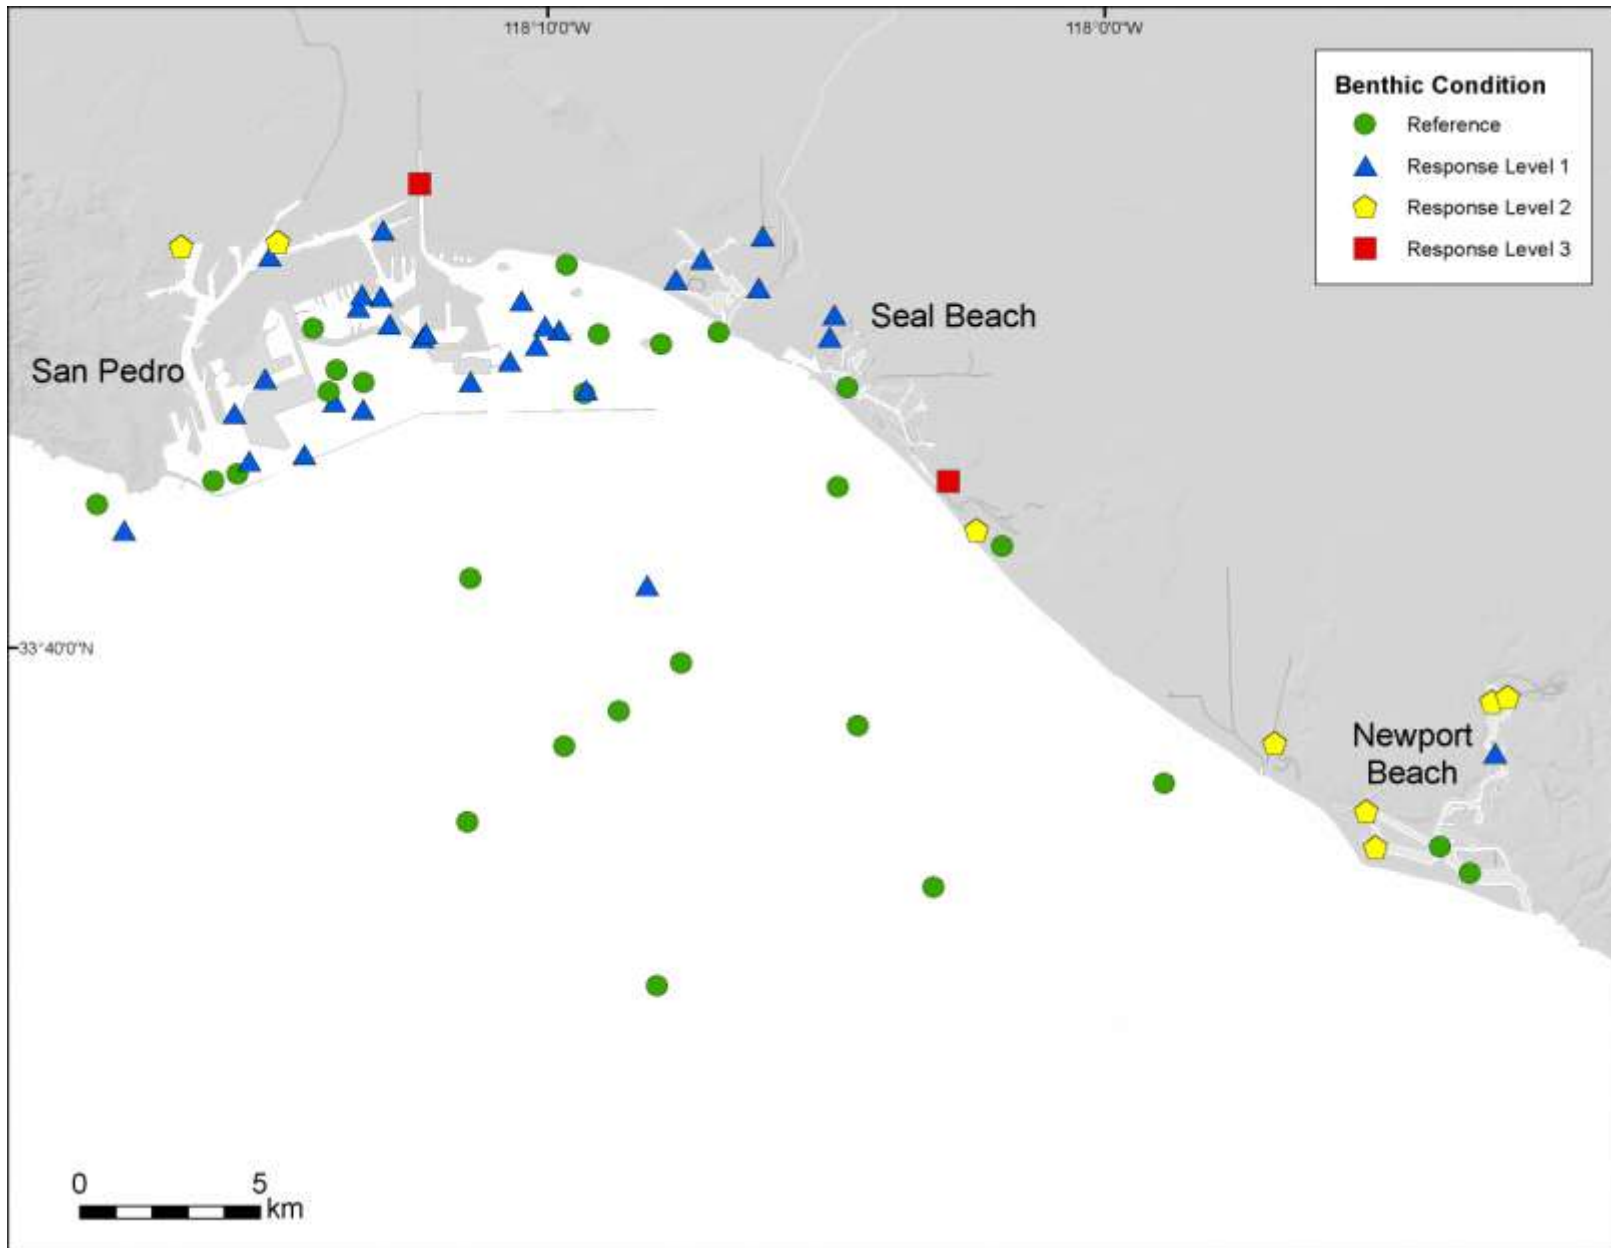 118°10'0"W
118°0'0"W
Benthic Condition
Reference
Response Level 1
Response Level 2
Response Level 3
Seal Beach
San Pedro
33°40'0"N
Newport
Beach
0 5
km